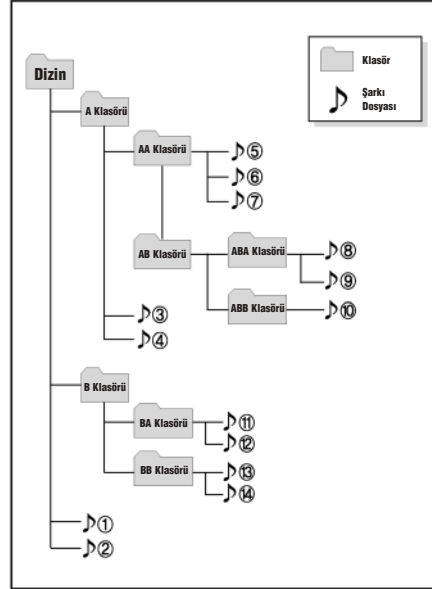 Dizin
Klasör
Şarkı
Dosyası
A Klasörü
AA Klasörü
⑤
⑥
⑦
AB Klasörü
ABA Klasörü
⑧
⑨
ABB Klasörü
⑩
③
④
B Klasörü
BA Klasörü
⑪
⑫
BB Klasörü
⑬
⑭
①
②